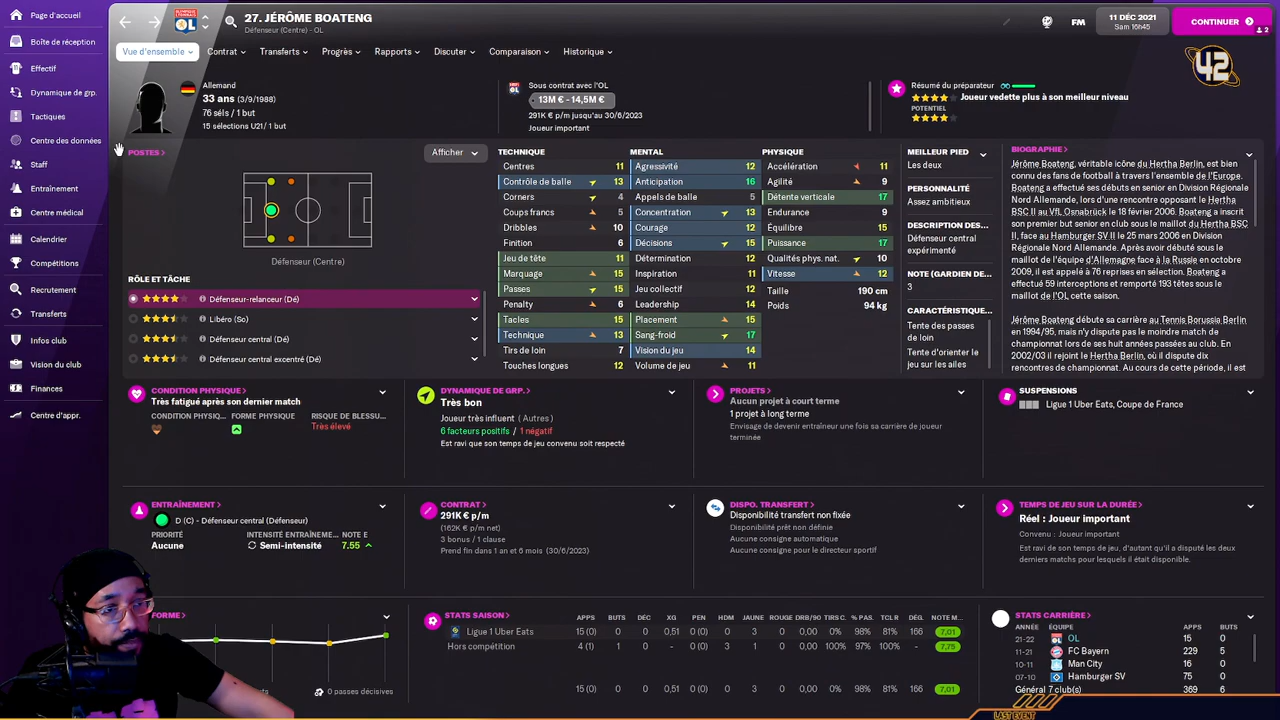 Page d'accueil
Boîte de réception
Effectif
Dynamique de grp.
Tactiques
Centre des données
Staff
Entraînement
Centre médical
Calendrier
Compétitions
Recrutement
Transferts
Infos club
Vision du club
Finances
Centre d'appr.
27. JÉRÔME BOATENG
Défenseur (Centre) - OL
FM
11 DÉC 2021
Sam 15h45
CONTINUER
2
Vue d'ensemble
Contrat
Transferts
Progrès
Rapports
Discuter
Comparaison
Historique
42
Allemand
33 ans (3/9/1988)
76 séls / 1 but
15 sélections U21/ 1 but
Sous contrat avec l'OL
13M € - 14,5M €
291K € p/m jusqu'au 30/6/2023
Joueur important
Résumé du préparateur
Joueur vedette plus à son meilleur niveau
POTENTIEL
POSTES
Afficher
Défenseur (Centre)
RÔLE ET TÂCHE
Défenseur-relanceur (Dé)
Libéro (So)
Défenseur central (Dé)
Défenseur central excentré (Dé)
TECHNIQUE
Centres 11
Contrôle de balle 13
Corners 4
Coups francs 5
Dribbles 10
Finition 6
Jeu de tête 11
Marquage 15
Passes 15
Penalty 6
Tacles 15
Technique 13
Tirs de loin 7
Touches longues 12
MENTAL
Agressivité 12
Anticipation 16
Appels de balle 5
Concentration 13
Courage 12
Décisions 15
Détermination 12
Inspiration 11
Jeu collectif 12
Leadership 14
Placement 15
Sang-froid 17
Vision du jeu 14
Volume de jeu 11
PHYSIQUE
Accélération 11
Agilité 9
Détente verticale 17
Endurance 9
Équilibre 15
Puissance 17
Qualités phys. nat. 10
Vitesse 12
Taille 190 cm
Poids 94 kg
MEILLEUR PIED
Les deux
PERSONNALITÉ
Assez ambitieux
DESCRIPTION DES...
Défenseur central
expérimenté
NOTE (GARDIEN DE...
3
CARACTÉRISTIQUE...
Tente des passes
de loin
Tente d'orienter le
jeu sur les ailes
BIOGRAPHIE
Jérôme Boateng, véritable icône du Hertha Berlin, est bien
connu des fans de football à travers l'ensemble de l'Europe.
Boateng a effectué ses débuts en senior en Division Régionale
Nord Allemande, lors d'une rencontre opposant le Hertha
BSC II au VfL Osnabrück le 18 février 2006. Boateng a inscrit
son premier but senior en club sous le maillot du Hertha BSC
II, face au Hamburger SV II le 25 mars 2006 en Division
Régionale Nord Allemande. Après avoir débuté sous le
maillot de l'équipe d'Allemagne face à la Russie en octobre
2009, il est appelé à 76 reprises en sélection. Boateng a
effectué 59 interceptions et remporté 193 têtes sous le
maillot de l'OL cette saison.
Jérôme Boateng débute sa carrière au Tennis Borussia Berlin
en 1994/95, mais n'y dispute pas le moindre match de
championnat lors de ses huit années passées au club. En
2002/03 il rejoint le Hertha Berlin, où il dispute dix
rencontres de championnat. Au cours de cette période, il est
CONDITION PHYSIQUE
Très fatigué après son dernier match
CONDITION PHYSIQ... FORME PHYSIQUE RISQUE DE BLESSU...
Très élevé
DYNAMIQUE DE GRP.
Très bon
Joueur très influent ( Autres )
6 facteurs positifs / 1 négatif
Est ravi que son temps de jeu convenu soit respecté
PROJETS
Aucun projet à court terme
1 projet à long terme
Envisage de devenir entraîneur une fois sa carrière de joueur
terminée
SUSPENSIONS
Ligue 1 Uber Eats, Coupe de France
ENTRAÎNEMENT
D (C) - Défenseur central (Défenseur)
PRIORITÉ INTENSITÉ ENTRAÎNEME... NOTE E
Aucune Semi-intensité 7.55
CONTRAT
291K € p/m
(162K € p/m net)
3 bonus / 1 clause
Prend fin dans 1 an et 6 mois (30/6/2023)
DISPO. TRANSFERT
Disponibilité transfert non fixée
Disponibilité prêt non définie
Aucune consigne automatique
Aucune consigne pour le directeur sportif
TEMPS DE JEU SUR LA DURÉE
Réel : Joueur important
Convenu : Joueur important
Est ravi de son temps de jeu, d'autant qu'il a disputé les deux
derniers matchs pour lesquels il était disponible.
FORME
0 passes décisives
STATS SAISON APPS BUTS DÉC XG PEN HDM JAUNE ROUGE DRB/90 TIRS C. % PAS. TCL R DÉG. NOTE M...
Ligue 1 Uber Eats 15 (0) 0 0 0,51 0 (0) 0 3 0 0,00 0% 98% 81% 166 7,01
Hors compétition 4 (1) 1 0 - 0 (0) 3 1 0 0,00 100% 97% 100% - 7,75
15 (0) 0 0 0,51 0 (0) 0 3 0 0,00 0% 98% 81% 166 7,01
STATS CARRIÈRE
ANNÉE ÉQUIPE APPS BUTS
21-22 OL 15 0
11-21 FC Bayern 229 5
10-11 Man City 16 0
07-10 Hamburger SV 75 0
Général 7 club(s) 369 6
LAST EVENT